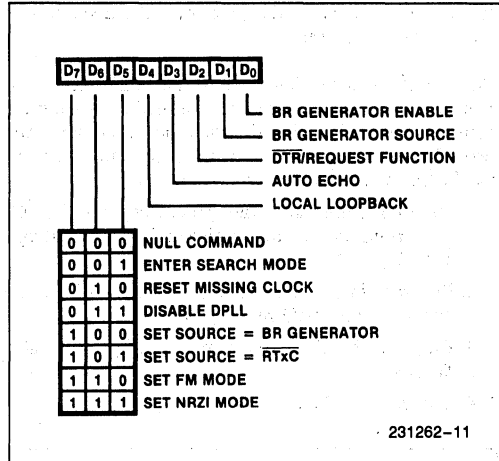 D7 D6 D5 D4 D3 D2 D1 D0
BR GENERATOR ENABLE
BR GENERATOR SOURCE
D̅T̅R̅/REQUEST FUNCTION
AUTO ECHO
LOCAL LOOPBACK
0 0 0 NULL COMMAND
0 0 1 ENTER SEARCH MODE
0 1 0 RESET MISSING CLOCK
0 1 1 DISABLE DPLL
1 0 0 SET SOURCE = BR GENERATOR
1 0 1 SET SOURCE = R̅T̅x̅C̅
1 1 0 SET FM MODE
1 1 1 SET NRZI MODE
231262-11